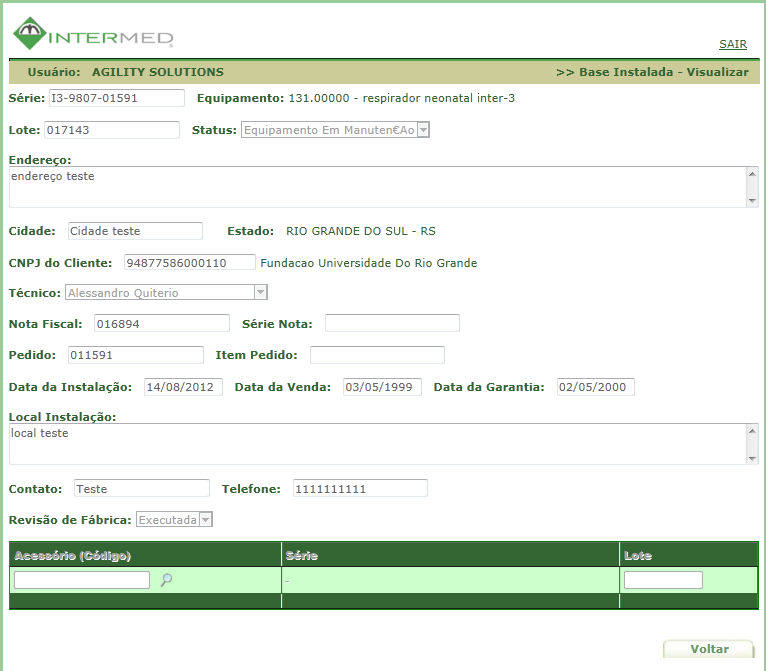 INTERMED
SAIR
Usuário: AGILITY SOLUTIONS >> Base Instalada - Visualizar
Série: I3-9807-01591 Equipamento: 131.00000 - respirador neonatal inter-3
Lote: 017143 Status: Equipamento Em Manuten€Ao
Endereço:
endereço teste
Cidade: Cidade teste Estado: RIO GRANDE DO SUL - RS
CNPJ do Cliente: 94877586000110 Fundacao Universidade Do Rio Grande
Técnico: Alessandro Quiterio
Nota Fiscal: 016894 Série Nota:
Pedido: 011591 Item Pedido:
Data da Instalação: 14/08/2012 Data da Venda: 03/05/1999 Data da Garantia: 02/05/2000
Local Instalação:
local teste
Contato: Teste Telefone: 1111111111
Revisão de Fábrica: Executada
Acessório (Código) Série Lote
-
Voltar